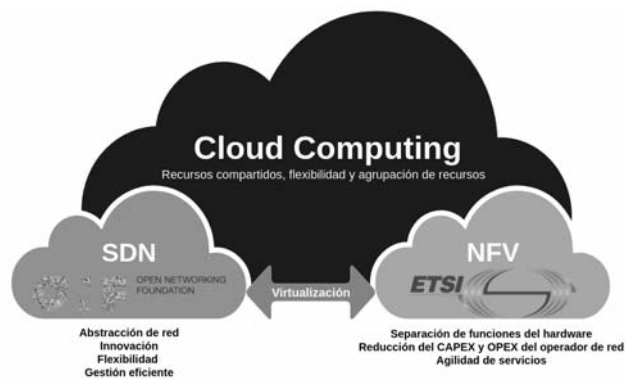 Cloud Computing
Recursos compartidos, flexibilidad y agrupación de recursos
SDN
OPEN NETWORKING
FOUNDATION
Abstracción de red
Innovación
Flexibilidad
Gestión eficiente
Virtualización
NFV
ETSI
Separación de funciones del hardware
Reducción del CAPEX y OPEX del operador de red
Agilidad de servicios